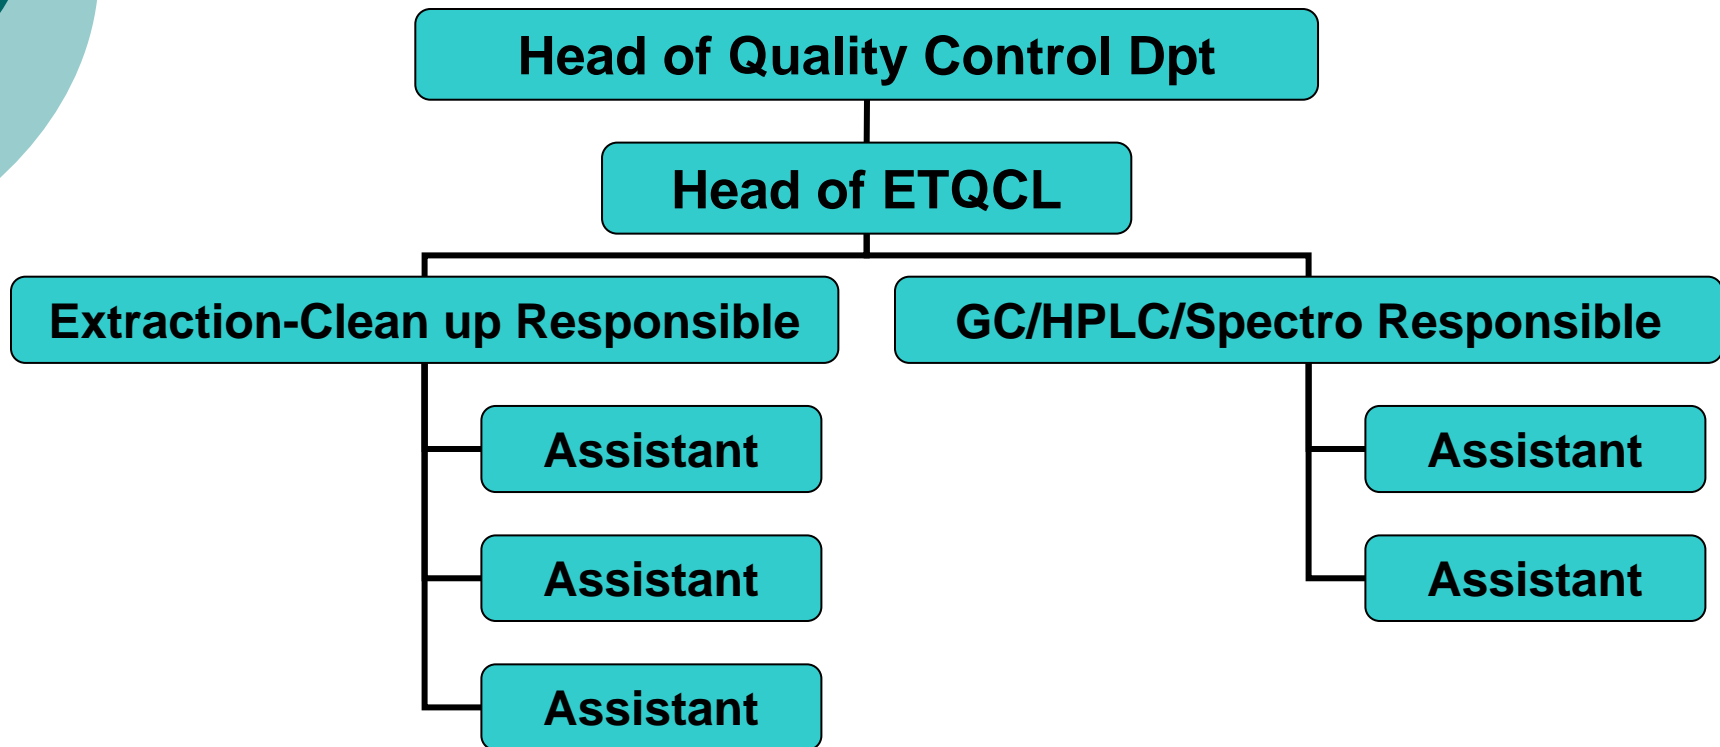 Head of Quality Control Dpt
Head of ETQCL
Extraction-Clean up Responsible
GC/HPLC/Spectro Responsible
Assistant
Assistant
Assistant
Assistant
Assistant